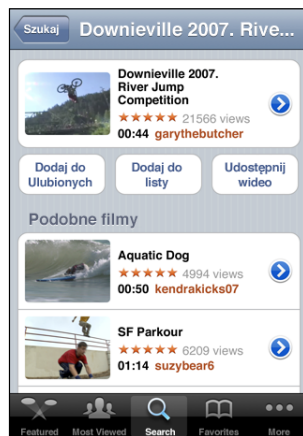 Szukaj
Downieville 2007. Rive...
Downieville 2007.
River Jump
Competition
21566 views
00:44 garythebutcher
Dodaj do
Ulubionych
Dodaj do
listy
Udostępnij
wideo
Podobne filmy
Aquatic Dog
4994 views
00:50 kendrakicks07
SF Parkour
6209 views
01:14 suzybear6
Featured
Most Viewed
Search
Favorites
More